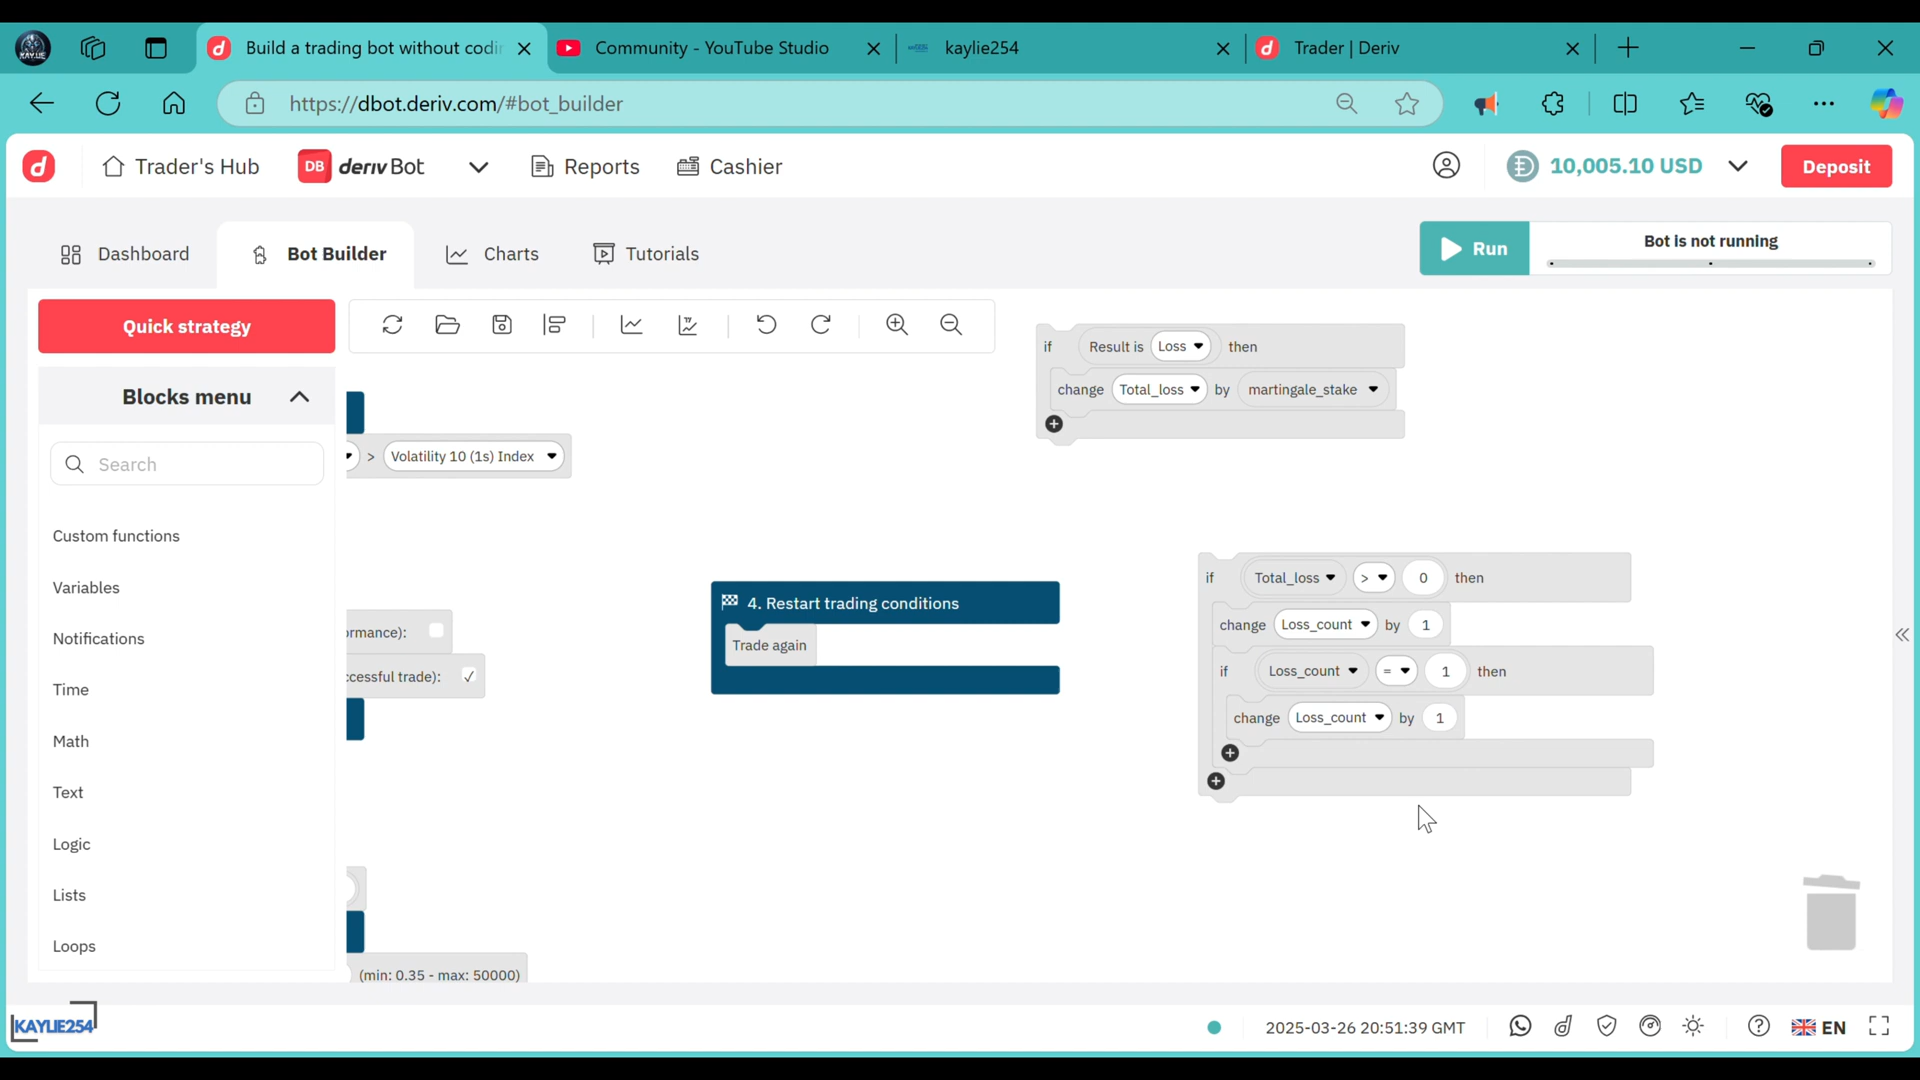 Build a trading bot without codi
Community - YouTube Studio
kaylie254
Trader | Deriv
https://dbot.deriv.com/#bot_builder
Trader's Hub
DB deriv Bot
Reports
Cashier
10,005.10 USD
Deposit
Dashboard
Bot Builder
Charts
Tutorials
Run
Bot is not running
Quick strategy
Blocks menu
Search
Custom functions
Variables
Notifications
Time
Math
Text
Logic
Lists
Loops
> Volatility 10 (1s) Index
rmance):
ccessful trade):
(min: 0.35 - max: 50000)
4. Restart trading conditions
Trade again
if Result is Loss then
change Total_loss by martingale_stake
if Total_loss > 0 then
change Loss_count by 1
if Loss_count = 1 then
change Loss_count by 1
KAYLIE254
2025-03-26 20:51:39 GMT
EN